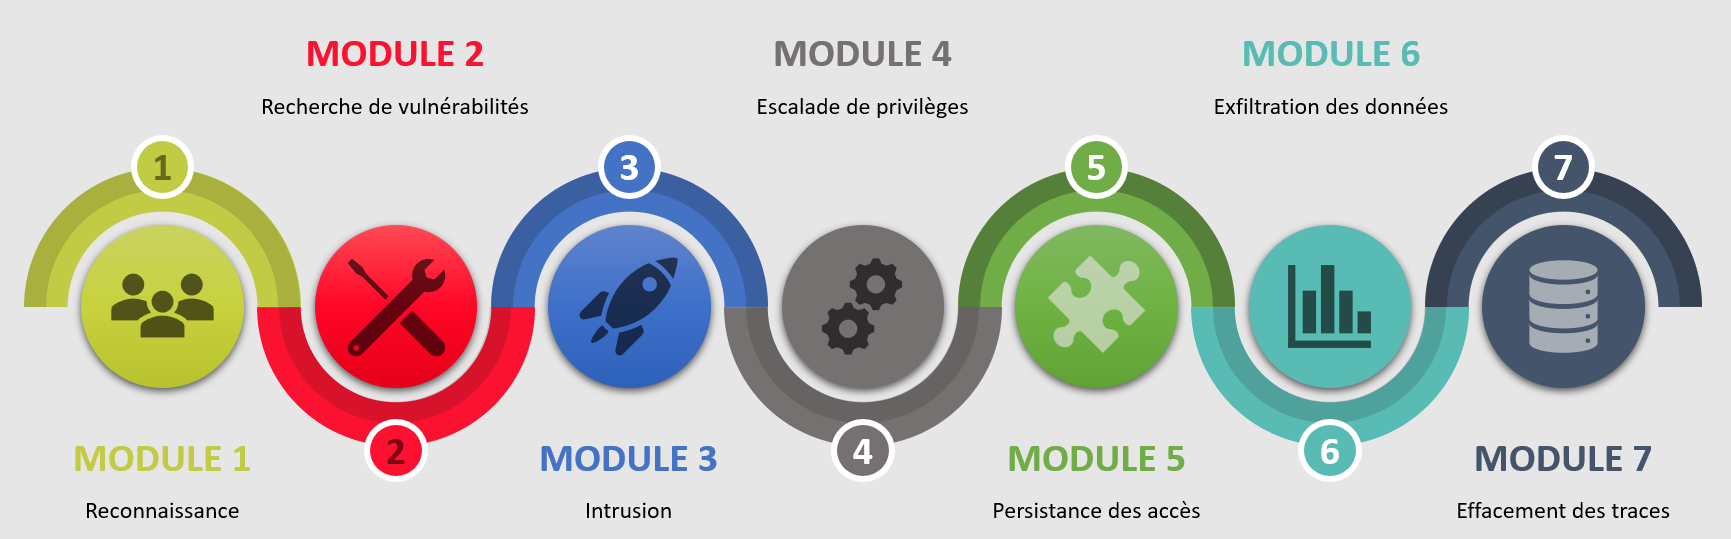 MODULE 1
Reconnaissance
1
MODULE 2
Recherche de vulnérabilités
2
MODULE 3
Intrusion
3
MODULE 4
Escalade de privilèges
4
MODULE 5
Persistance des accès
5
MODULE 6
Exfiltration des données
6
MODULE 7
Effacement des traces
7